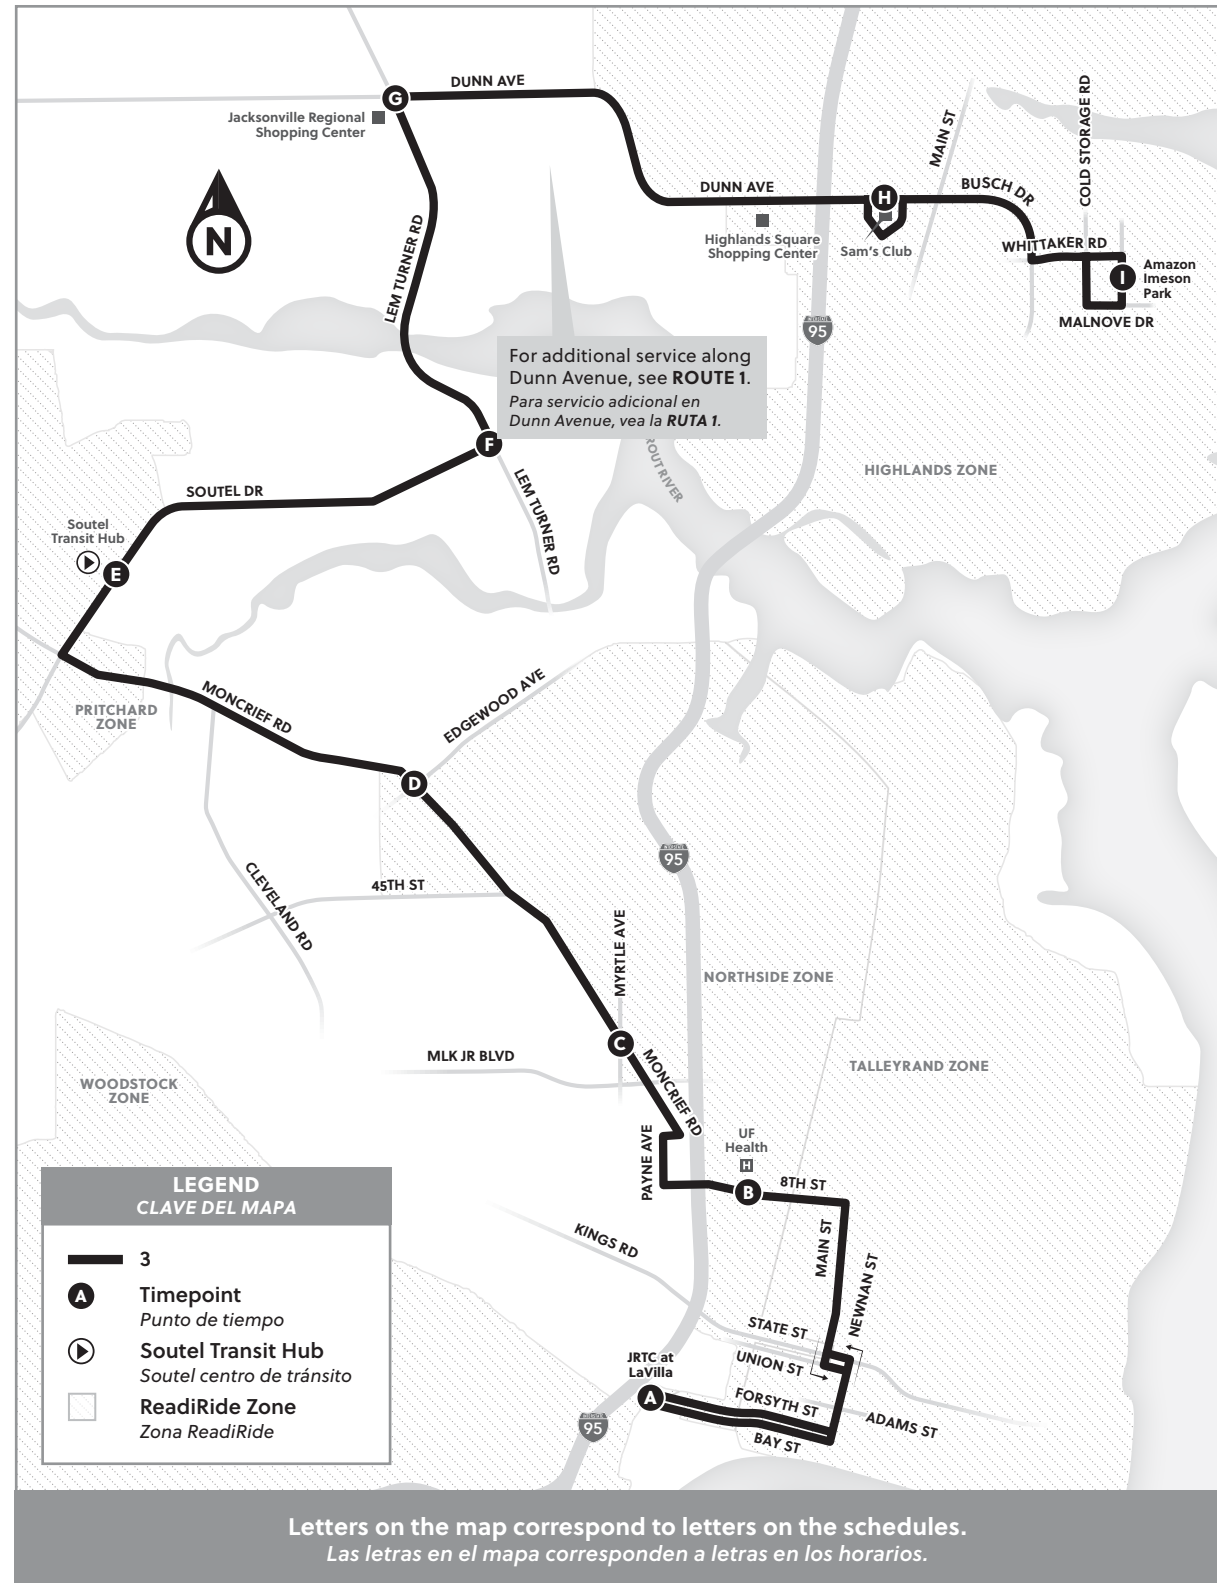 DUNN AVE
G
Jacksonville Regional
Shopping Center
N
LEM TURNER RD
DUNN AVE
Highlands Square
Shopping Center
H
Sam's Club
MAIN ST
BUSCH DR
COLD STORAGE RD
WHITTAKER RD
I
Amazon
Imeson
Park
MALNOVE DR
95
For additional service along
Dunn Avenue, see ROUTE 1.
Para servicio adicional en
Dunn Avenue, vea la RUTA 1.
F
LEM TURNER RD
HIGHLANDS ZONE
SOUTEL DR
Soutel
Transit Hub
E
PRITCHARD
ZONE
MONCRIEF RD
EDGEWOOD AVE
D
95
45TH ST
CLEVELAND RD
MYRTLE AVE
NORTHSIDE ZONE
C
MLK JR BLVD
MONCRIEF RD
TALLEYRAND ZONE
WOODSTOCK
ZONE
PAYNE AVE
UF
Health
H
B
8TH ST
KINGS RD
MAIN ST
NEWNAN ST
STATE ST
UNION ST
JRTC at
LaVilla
A
FORSYTH ST
ADAMS ST
BAY ST
95
LEGEND
CLAVE DEL MAPA
3
A
Timepoint
Punto de tiempo
Soutel Transit Hub
Soutel centro de tránsito
ReadiRide Zone
Zona ReadiRide
Letters on the map correspond to letters on the schedules.
Las letras en el mapa corresponden a letras en los horarios.